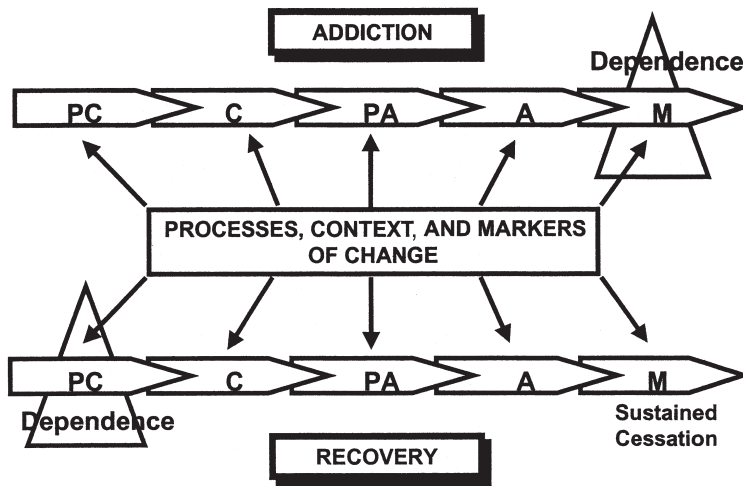 ADDICTION
Dependence
PC
C
PA
A
M
PROCESSES, CONTEXT, AND MARKERS
OF CHANGE
PC
C
PA
A
M
Dependence
Sustained
Cessation
RECOVERY